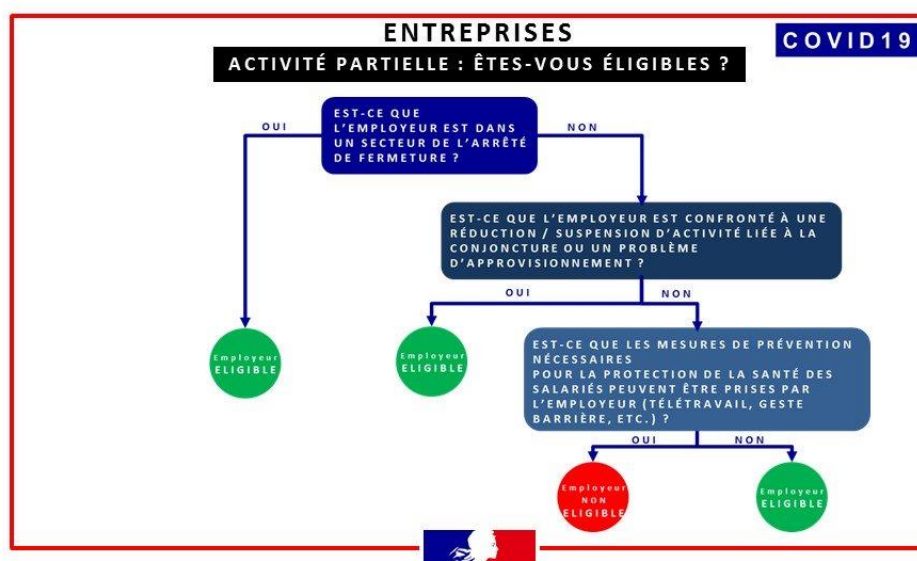 ENTREPRISES
COVID19
ACTIVITÉ PARTIELLE : ÊTES-VOUS ÉLIGIBLES ?
EST-CE QUE
L'EMPLOYEUR EST DANS
UN SECTEUR DE L'ARRÊTÉ
DE FERMETURE ?
OUI
NON
EST-CE QUE L'EMPLOYEUR EST CONFRONTÉ À UNE
RÉDUCTION / SUSPENSION D'ACTIVITÉ LIÉE À LA
CONJONCTURE OU UN PROBLÈME
D'APPROVISIONNEMENT ?
OUI
NON
Employeur
ELIGIBLE
Employeur
ELIGIBLE
EST-CE QUE LES MESURES DE PRÉVENTION
NÉCESSAIRES
POUR LA PROTECTION DE LA SANTÉ DES
SALARIÉS PEUVENT ÊTRE PRISES PAR
L'EMPLOYEUR (TÉLÉTRAVAIL, GESTE
BARRIÈRE, ETC.) ?
OUI
NON
Employeur
NON
ELIGIBLE
Employeur
ELIGIBLE